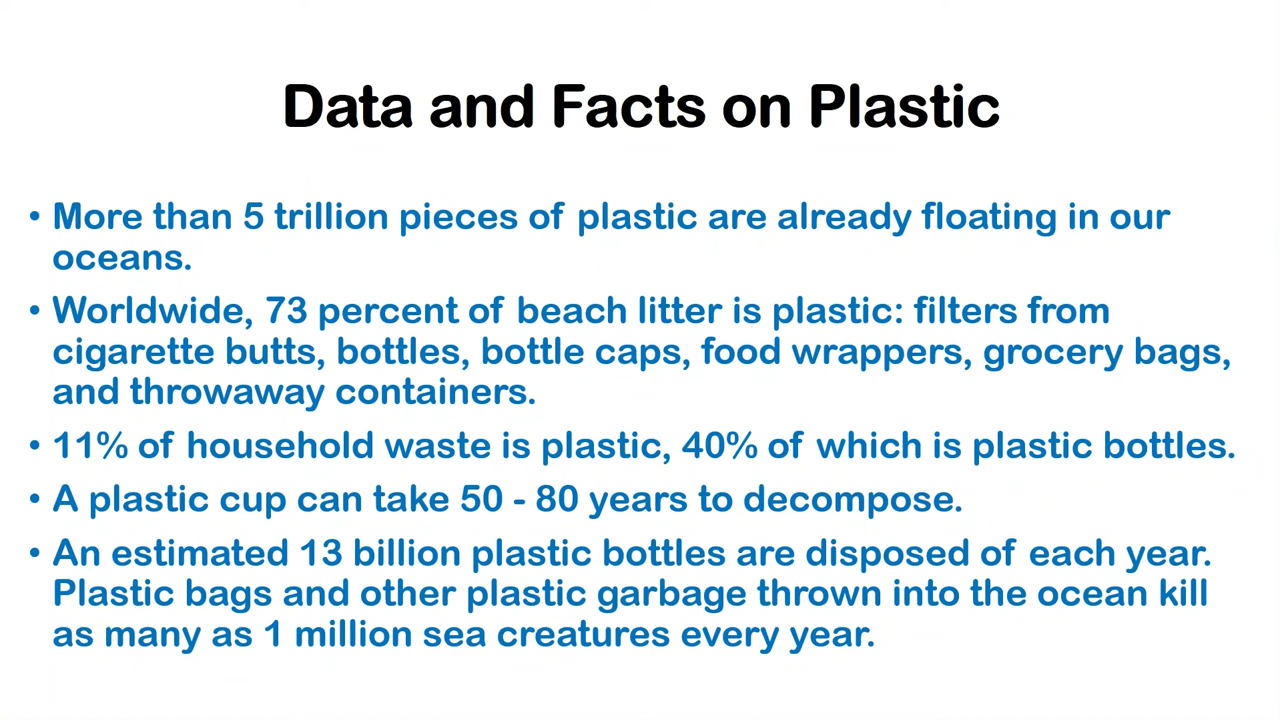 Data and Facts on Plastic
• More than 5 trillion pieces of plastic are already floating in our
oceans.
• Worldwide, 73 percent of beach litter is plastic: filters from
cigarette butts, bottles, bottle caps, food wrappers, grocery bags,
and throwaway containers.
• 11% of household waste is plastic, 40% of which is plastic bottles.
• A plastic cup can take 50 - 80 years to decompose.
• An estimated 13 billion plastic bottles are disposed of each year.
Plastic bags and other plastic garbage thrown into the ocean kill
as many as 1 million sea creatures every year.